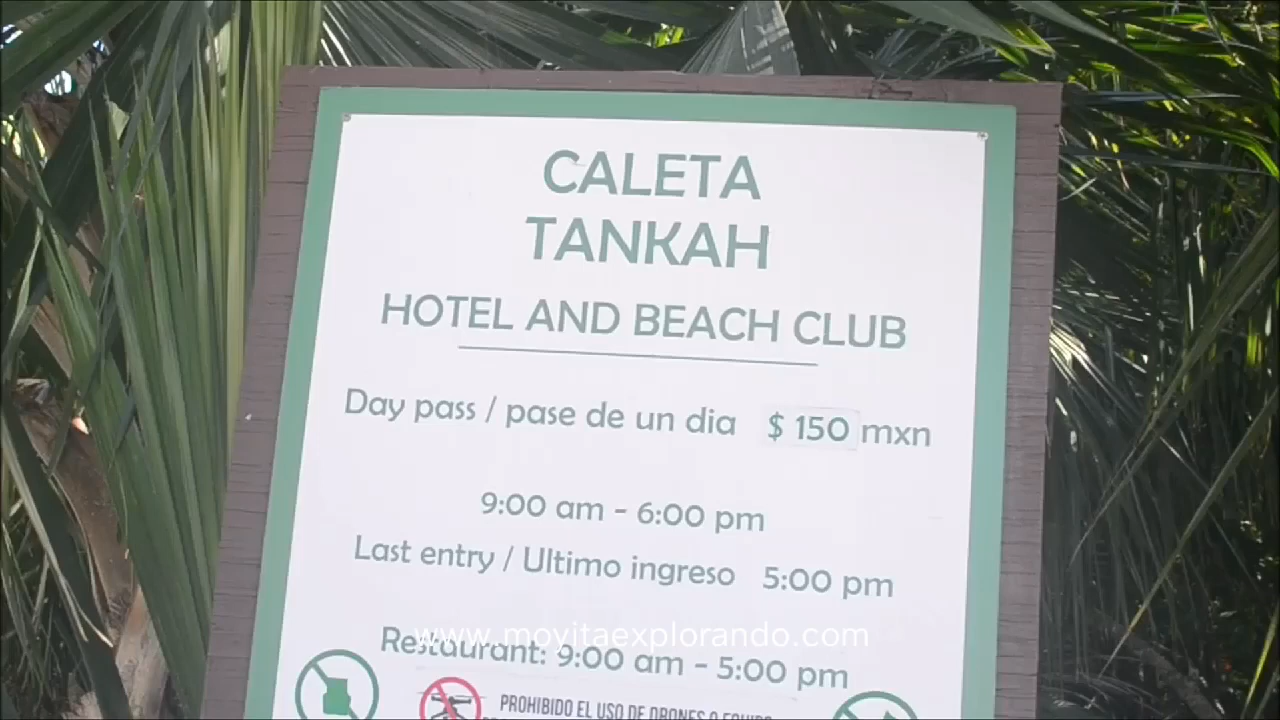 CALETA
TANKAH
HOTEL AND BEACH CLUB
Day pass / pase de un dia $ 150 mxn
9:00 am - 6:00 pm
Last entry / Ultimo ingreso 5:00 pm
www.movitaexplorando.com
Restaurant: 9:00 am - 5:00 pm
PROHIBIDO EL USO DE DRONES O EQUIPO